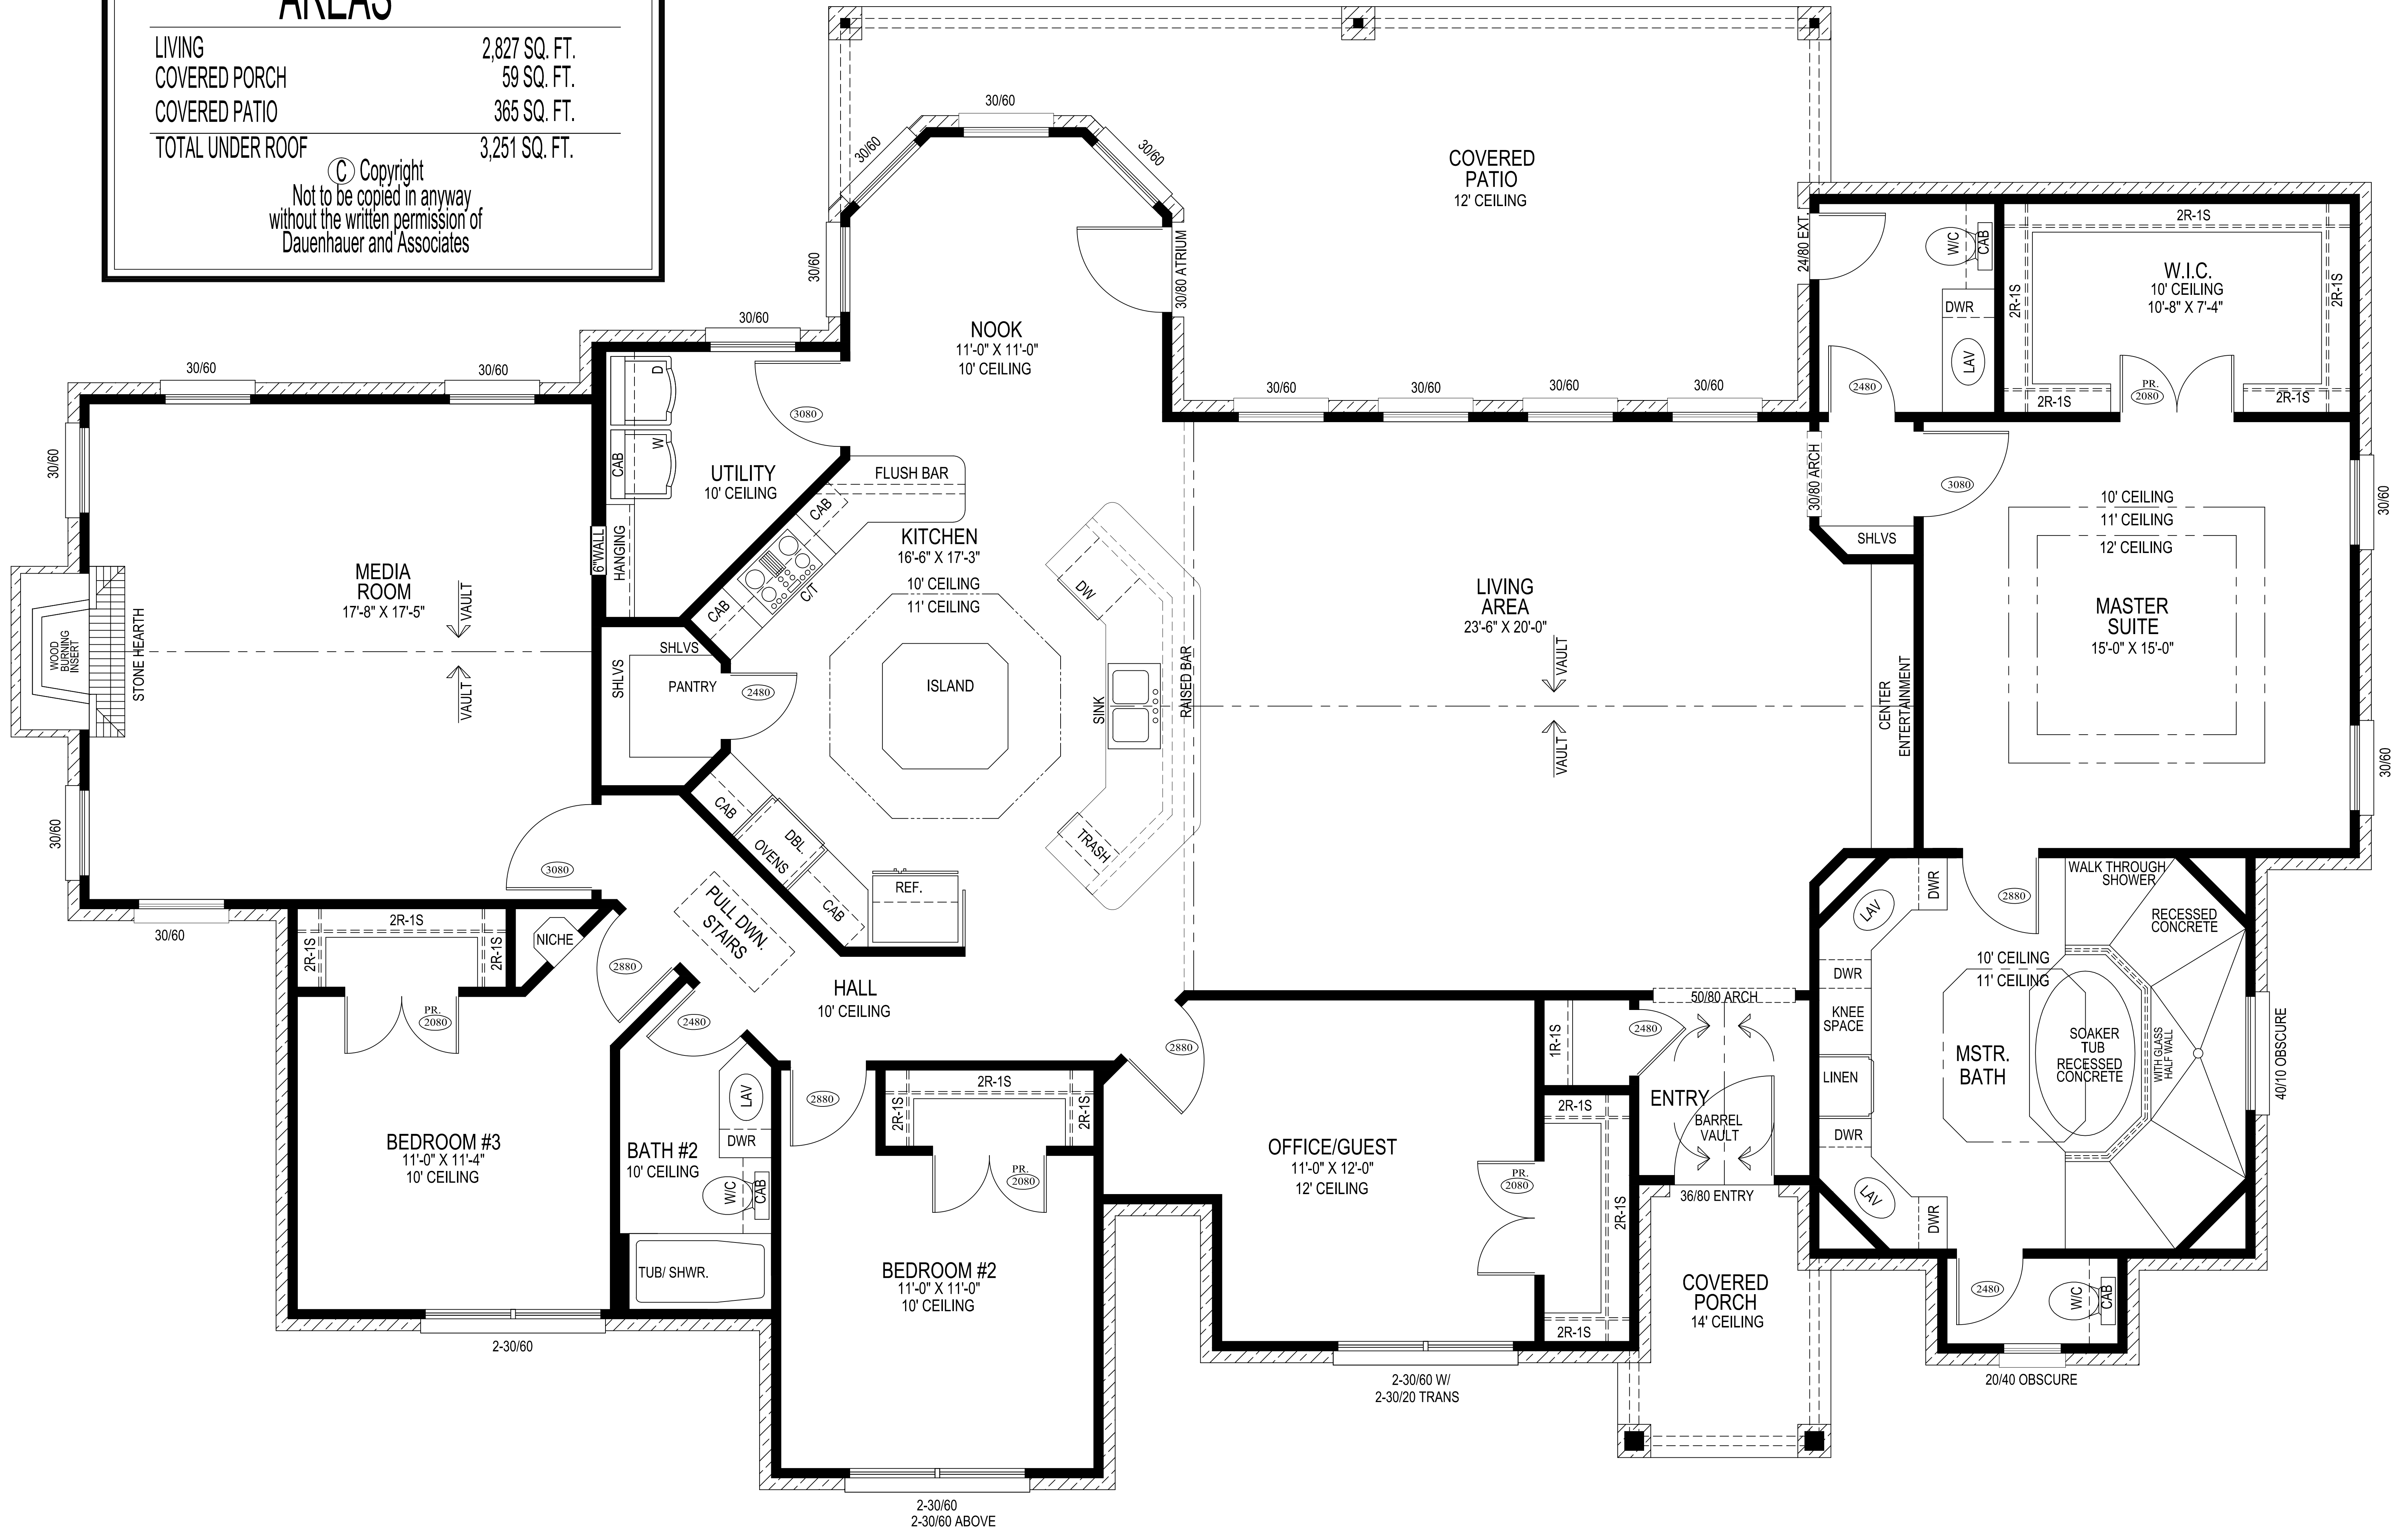 AREAS
LIVING 2,827 SQ. FT.
COVERED PORCH 59 SQ. FT.
COVERED PATIO 365 SQ. FT.
TOTAL UNDER ROOF 3,251 SQ. FT.
C Copyright
Not to be copied in anyway
without the written permission of
Dauenhauer and Associates
30/60
30/60
30/60
30/60
30/80 ATRIUM
COVERED
PATIO
12' CEILING
24/80 EXT.
W/C
CAB
DWR
LAV
2480
2R-1S
2R-1S
2R-1S
W.I.C.
10' CEILING
10'-8" X 7'-4"
2R-1S
2R-1S
PR.
2080
NOOK
11'-0" X 11'-0"
10' CEILING
30/60
30/60
30/60
30/60
30/60
30/60
30/60
30/60
30/60
30/60
D
W
CAB
3080
UTILITY
10' CEILING
HANGING
6"WALL
MEDIA
ROOM
17'-8" X 17'-5"
VAULT
VAULT
WOOD
BURNING
INSERT
STONE HEARTH
3080
FLUSH BAR
CAB
C/T
CAB
KITCHEN
16'-6" X 17'-3"
10' CEILING
11' CEILING
ISLAND
SHLVS
SHLVS
PANTRY
2480
DW
SINK
RAISED BAR
TRASH
CAB
DBL.
OVENS
CAB
REF.
LIVING
AREA
23'-6" X 20'-0"
VAULT
VAULT
30/80 ARCH
3080
SHLVS
CENTER
ENTERTAINMENT
10' CEILING
11' CEILING
12' CEILING
MASTER
SUITE
15'-0" X 15'-0"
30/60
30/60
PULL DWN.
STAIRS
HALL
10' CEILING
2R-1S
2R-1S
2R-1S
NICHE
2880
PR.
2080
BEDROOM #3
11'-0" X 11'-4"
10' CEILING
2-30/60
2480
LAV
DWR
BATH #2
10' CEILING
W/C
CAB
TUB/ SHWR.
2880
2R-1S
2R-1S
2R-1S
PR.
2080
BEDROOM #2
11'-0" X 11'-0"
10' CEILING
2-30/60
2-30/60 ABOVE
2880
OFFICE/GUEST
11'-0" X 12'-0"
12' CEILING
PR.
2080
2-30/60 W/
2-30/20 TRANS
1R-1S
2480
2R-1S
2R-1S
2R-1S
50/80 ARCH
ENTRY
BARREL
VAULT
36/80 ENTRY
COVERED
PORCH
14' CEILING
LAV
DWR
2880
WALK THROUGH
SHOWER
RECESSED
CONCRETE
10' CEILING
11' CEILING
DWR
KNEE
SPACE
LINEN
DWR
MSTR.
BATH
SOAKER
TUB
RECESSED
CONCRETE
WITH GLASS
HALF WALL
40/10 OBSCURE
LAV
DWR
2480
W/C
CAB
20/40 OBSCURE